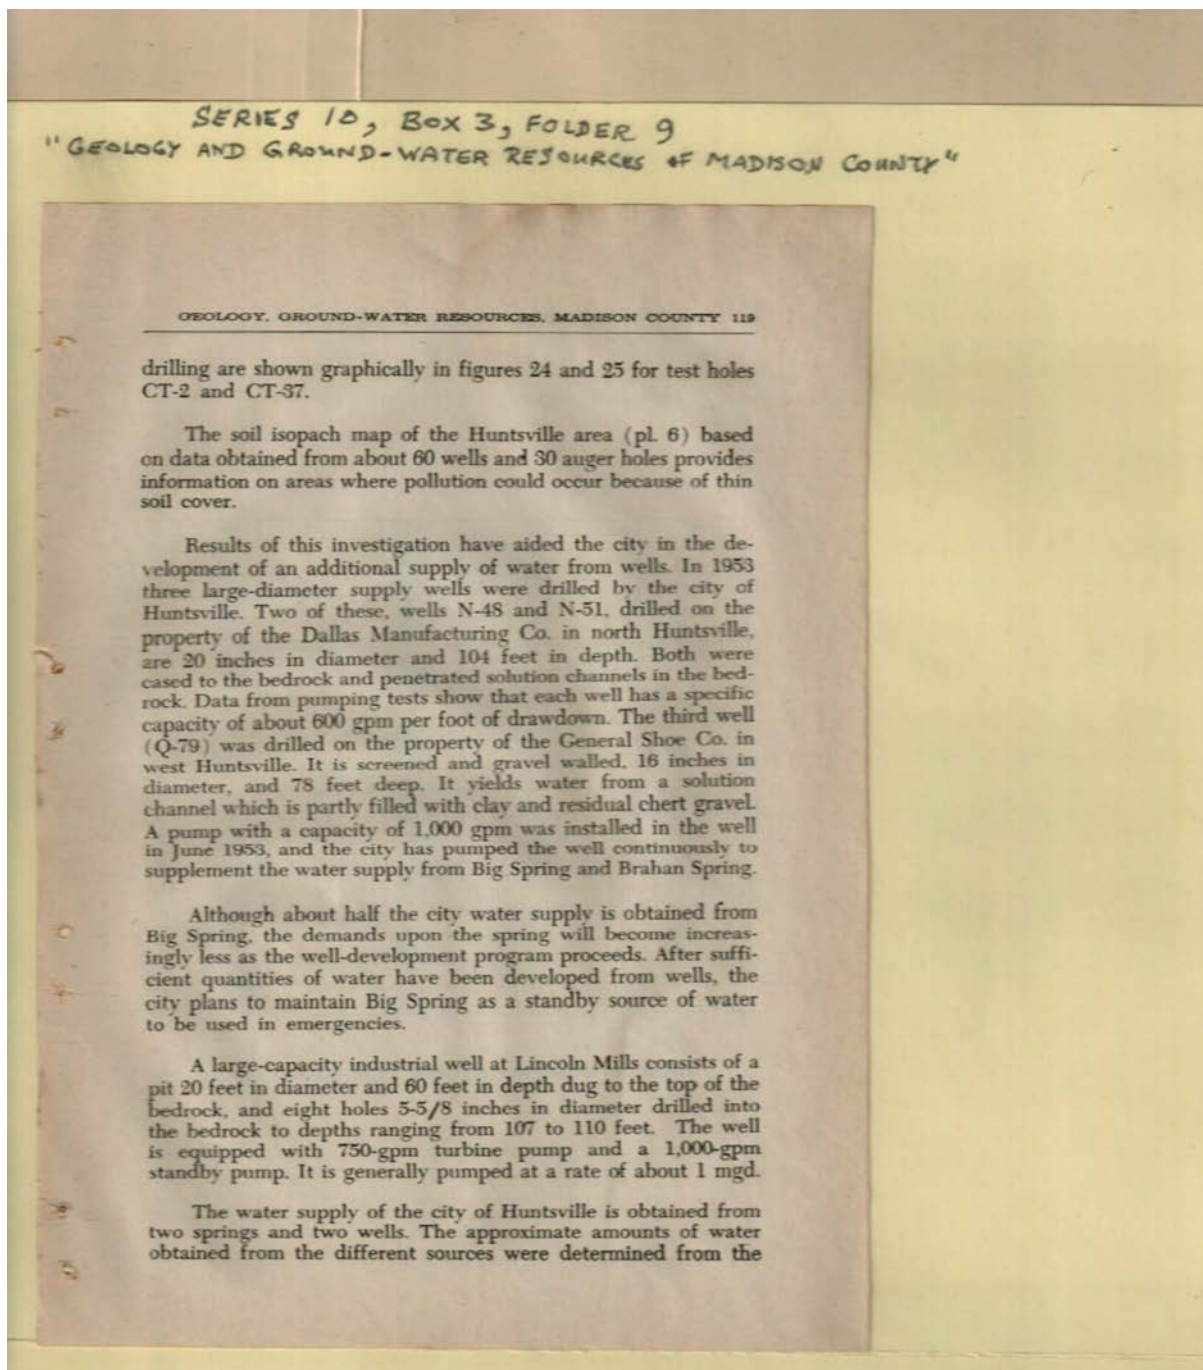 SERIES 10, BOX 3, FOLDER 9
"GEOLOGY AND GROUND-WATER RESOURCES OF MADISON COUNTY"
GEOLOGY, GROUND-WATER RESOURCES, MADISON COUNTY 119
drilling are shown graphically in figures 24 and 25 for test holes
CT-2 and CT-37.
The soil isopach map of the Huntsville area (pl. 6) based
on data obtained from about 60 wells and 30 auger holes provides
information on areas where pollution could occur because of thin
soil cover.
Results of this investigation have aided the city in the de-
velopment of an additional supply of water from wells. In 1953
three large-diameter supply wells were drilled by the city of
Huntsville. Two of these, wells N-48 and N-51, drilled on the
property of the Dallas Manufacturing Co. in north Huntsville,
are 20 inches in diameter and 104 feet in depth. Both were
cased to the bedrock and penetrated solution channels in the bed-
rock. Data from pumping tests show that each well has a specific
capacity of about 600 gpm per foot of drawdown. The third well
(Q-79) was drilled on the property of the General Shoe Co. in
west Huntsville. It is screened and gravel walled, 16 inches in
diameter, and 78 feet deep. It yields water from a solution
channel which is partly filled with clay and residual chert gravel.
A pump with a capacity of 1,000 gpm was installed in the well
in June 1953, and the city has pumped the well continuously to
supplement the water supply from Big Spring and Brahan Spring.
Although about half the city water supply is obtained from
Big Spring, the demands upon the spring will become increas-
ingly less as the well-development program proceeds. After suffi-
cient quantities of water have been developed from wells, the
city plans to maintain Big Spring as a standby source of water
to be used in emergencies.
A large-capacity industrial well at Lincoln Mills consists of a
pit 20 feet in diameter and 60 feet in depth dug to the top of the
bedrock, and eight holes 5-5/8 inches in diameter drilled into
the bedrock to depths ranging from 107 to 110 feet. The well
is equipped with 750-gpm turbine pump and a 1,000-gpm
standby pump. It is generally pumped at a rate of about 1 mgd.
The water supply of the city of Huntsville is obtained from
two springs and two wells. The approximate amounts of water
obtained from the different sources were determined from the